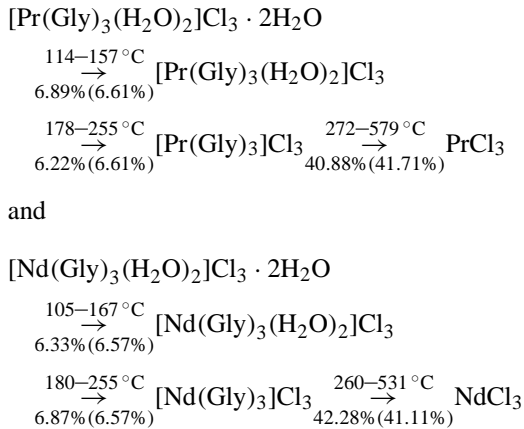 [Pr(Gly)₃(H₂O)₂]Cl₃ · 2H₂O
114–157 °C
→ [Pr(Gly)₃(H₂O)₂]Cl₃
6.89%(6.61%)
178–255 °C 272–579 °C
→ [Pr(Gly)₃]Cl₃ → PrCl₃
6.22%(6.61%) 40.88%(41.71%)
and
[Nd(Gly)₃(H₂O)₂]Cl₃ · 2H₂O
105–167 °C
→ [Nd(Gly)₃(H₂O)₂]Cl₃
6.33%(6.57%)
180–255 °C 260–531 °C
→ [Nd(Gly)₃]Cl₃ → NdCl₃
6.87%(6.57%) 42.28%(41.11%)